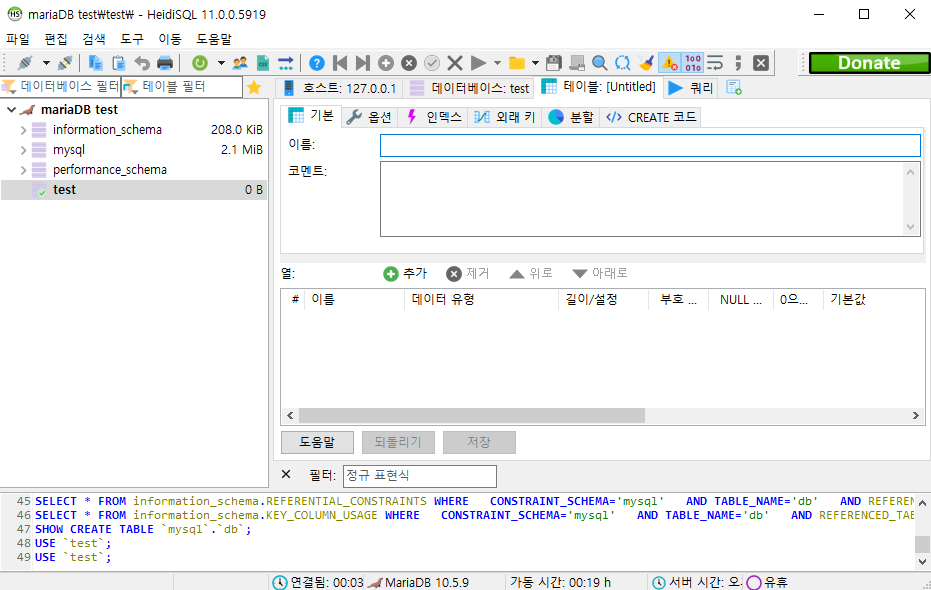 mariaDB test₩test₩ - HeidiSQL 11.0.0.5919
파일 편집 검색 도구 이동 도움말
Donate
데이터베이스 필터 테이블 필터
호스트: 127.0.0.1 데이터베이스: test 테이블: [Untitled] 쿼리
mariaDB test
information_schema 208.0 KiB
mysql 2.1 MiB
performance_schema
test 0 B
기본 옵션 인덱스 외래 키 분할 CREATE 코드
이름:
코멘트:
열: 추가 제거 위로 아래로
# 이름 데이터 유형 길이/설정 부호 ... NULL ... 0으... 기본값
도움말 되돌리기 저장
필터: 정규 표현식
45 SELECT * FROM information_schema.REFERENTIAL_CONSTRAINTS WHERE CONSTRAINT_SCHEMA='mysql' AND TABLE_NAME='db' AND REFEREN
46 SELECT * FROM information_schema.KEY_COLUMN_USAGE WHERE CONSTRAINT_SCHEMA='mysql' AND TABLE_NAME='db' AND REFERENCED_TAB
47 SHOW CREATE TABLE `mysql`.`db`;
48 USE `test`;
49 USE `test`;
연결됨: 00:03 MariaDB 10.5.9 가동 시간: 00:19 h 서버 시간: 오 유휴